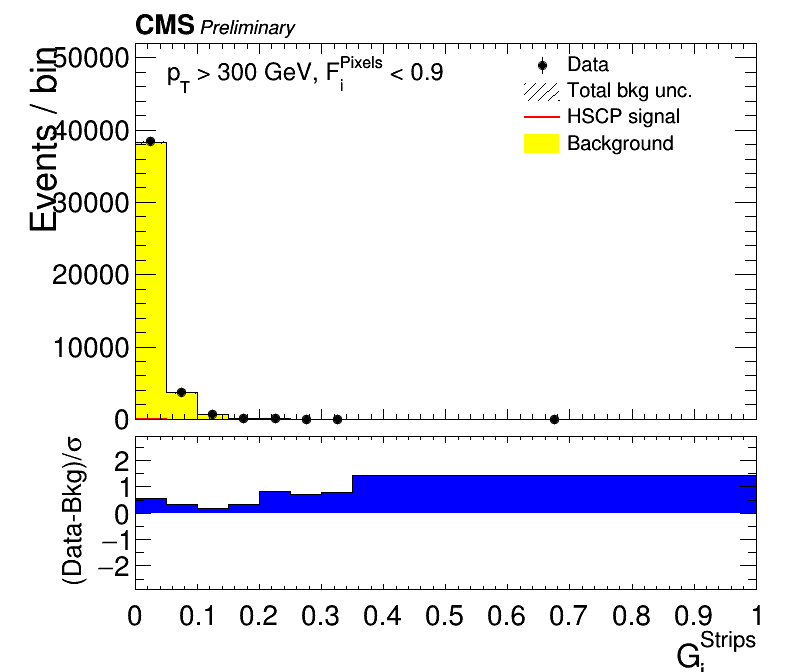 CMS Preliminary
p_T > 300 GeV, F_i^Pixels < 0.9
Data
Total bkg unc.
HSCP signal
Background
Events / bin
50000
40000
30000
20000
10000
0
(Data-Bkg)/σ
2
1
0
−1
−2
0 0.1 0.2 0.3 0.4 0.5 0.6 0.7 0.8 0.9 1
G_i^Strips